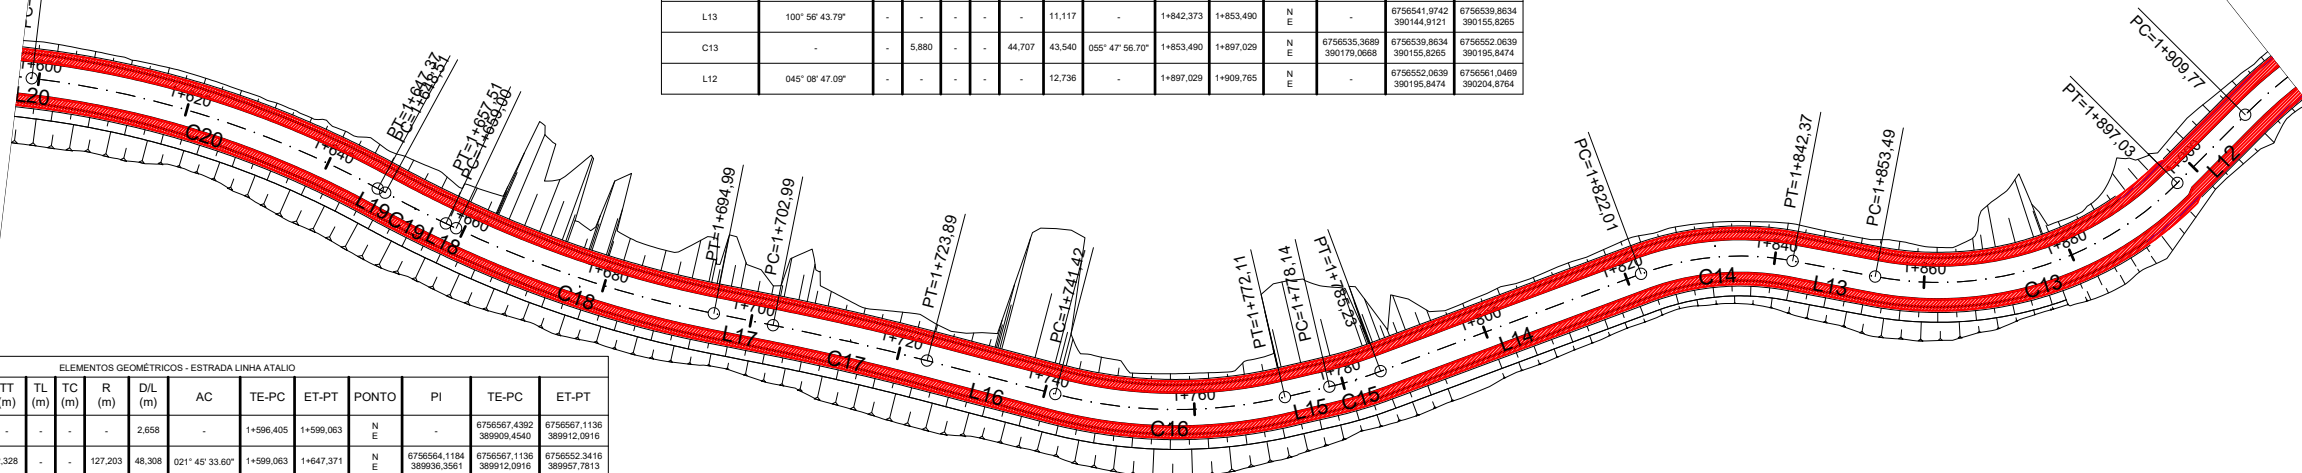 L13 100° 56' 43.79" - - - - - 11,117 - 1+842,373 1+853,490 N E - 6756541,9742 390144,9121 6756539,8634 390155,8265
C13 - - 5,880 - - 44,707 43,540 055° 47' 56.70" 1+853,490 1+897,029 N E 6756535,3689 390179,0668 6756539,8634 390155,8265 6756552.0639 390195,8474
L12 045° 08' 47.09" - - - - - 12,736 - 1+897,029 1+909,765 N E - 6756552,0639 390195,8474 6756561,0469 390204,8764
1+600
L20
1+620
C20
1+640
PT=1+647,37
PC=1+648,51
L19
C19
PT=1+657,51
PC=1+659,00
L18
1+660
C18
1+680
PT=1+694,99
1+700
L17
PC=1+702,99
C17
1+720
PT=1+723,89
L16
1+740
PC=1+741,42
1+760
C16
PT=1+772,11
L15
PC=1+778,14
1+780
C15
PT=1+785,23
1+800
L14
1+820
PC=1+822,01
C14
1+840
PT=1+842,37
L13
PC=1+853,49
1+860
C13
1+880
PT=1+897,03
1+900
L12
PC=1+909,77
ELEMENTOS GEOMÉTRICOS - ESTRADA LINHA ATALIO
TT (m) TL (m) TC (m) R (m) D/L (m) AC TE-PC ET-PT PONTO PI TE-PC ET-PT
- - - - 2,658 - 1+596,405 1+599,063 N E - 6756567,4392 389909,4540 6756567,1136 389912,0916
,328 - - 127,203 48,308 021° 45' 33.60" 1+599,063 1+647,371 N E 6756564,1184 389936,3561 6756567,1136 389912,0916 6756552.3416 389957,7813